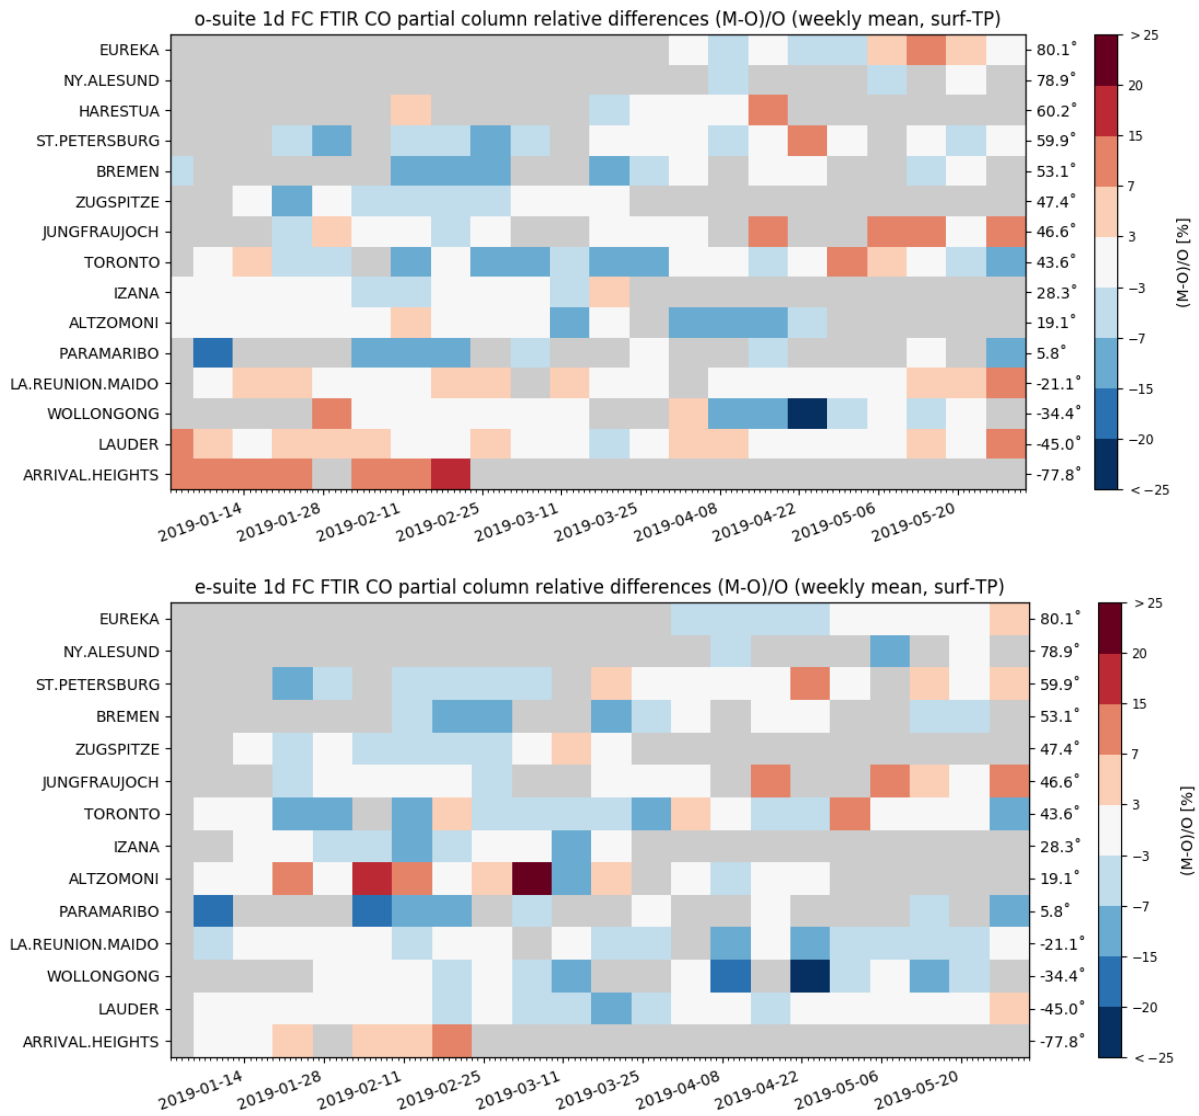 o-suite 1d FC FTIR CO partial column relative differences (M-O)/O (weekly mean, surf-TP)
EUREKA 80.1˚
NY.ALESUND 78.9˚
HARESTUA 60.2˚
ST.PETERSBURG 59.9˚
BREMEN 53.1˚
ZUGSPITZE 47.4˚
JUNGFRAUJOCH 46.6˚
TORONTO 43.6˚
IZANA 28.3˚
ALTZOMONI 19.1˚
PARAMARIBO 5.8˚
LA.REUNION.MAIDO -21.1˚
WOLLONGONG -34.4˚
LAUDER -45.0˚
ARRIVAL.HEIGHTS -77.8˚
2019-01-14 2019-01-28 2019-02-11 2019-02-25 2019-03-11 2019-03-25 2019-04-08 2019-04-22 2019-05-06 2019-05-20
>25
20
15
7
3
−3
−7
−15
−20
<−25
(M-O)/O [%]
e-suite 1d FC FTIR CO partial column relative differences (M-O)/O (weekly mean, surf-TP)
EUREKA 80.1˚
NY.ALESUND 78.9˚
ST.PETERSBURG 59.9˚
BREMEN 53.1˚
ZUGSPITZE 47.4˚
JUNGFRAUJOCH 46.6˚
TORONTO 43.6˚
IZANA 28.3˚
ALTZOMONI 19.1˚
PARAMARIBO 5.8˚
LA.REUNION.MAIDO -21.1˚
WOLLONGONG -34.4˚
LAUDER -45.0˚
ARRIVAL.HEIGHTS -77.8˚
2019-01-14 2019-01-28 2019-02-11 2019-02-25 2019-03-11 2019-03-25 2019-04-08 2019-04-22 2019-05-06 2019-05-20
>25
20
15
7
3
−3
−7
−15
−20
<−25
(M-O)/O [%]